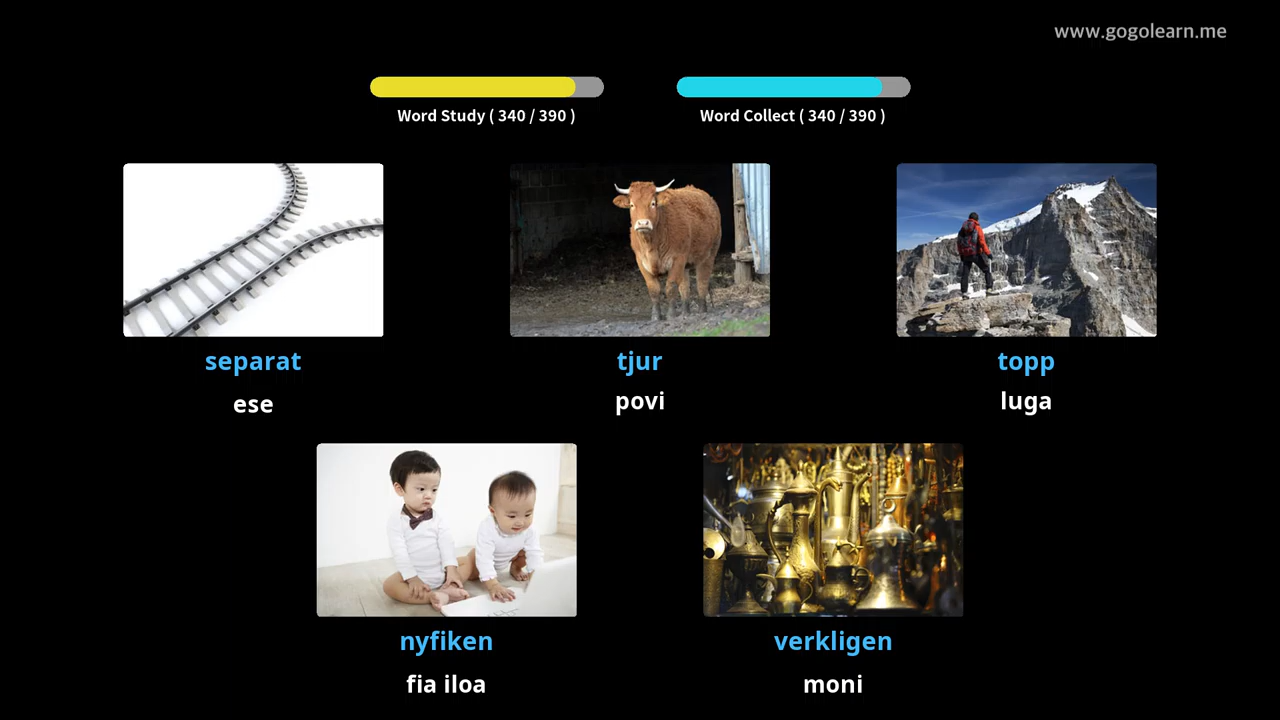 www.gogolearn.me
Word Study ( 340 / 390 )
Word Collect ( 340 / 390 )
separat
ese
tjur
povi
topp
luga
nyfiken
fia iloa
verkligen
moni